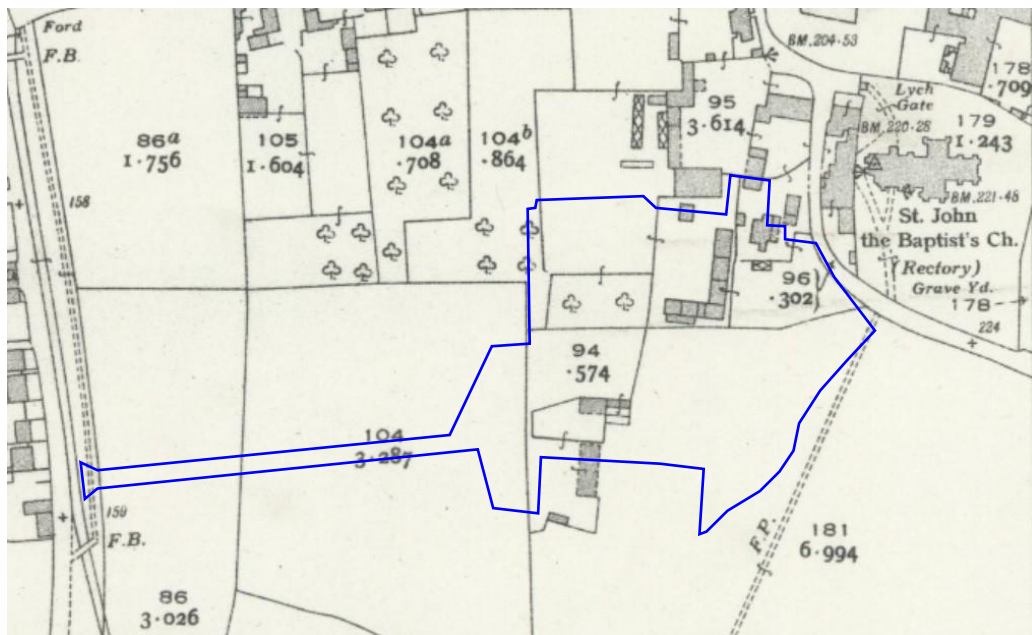 Ford
F.B.
86a
1.756
158
105
1.604
104a
.708
104b
.864
95
3.614
BM.204.53
178
.709
Lych
Gate
BM.220.28
179
1.243
BM.221.48
St. John
the Baptist's Ch.
(Rectory)
Grave Yd.
178
224
96
.302
94
.574
104
3.287
159
F.B.
86
3.026
F.P.
181
6.994